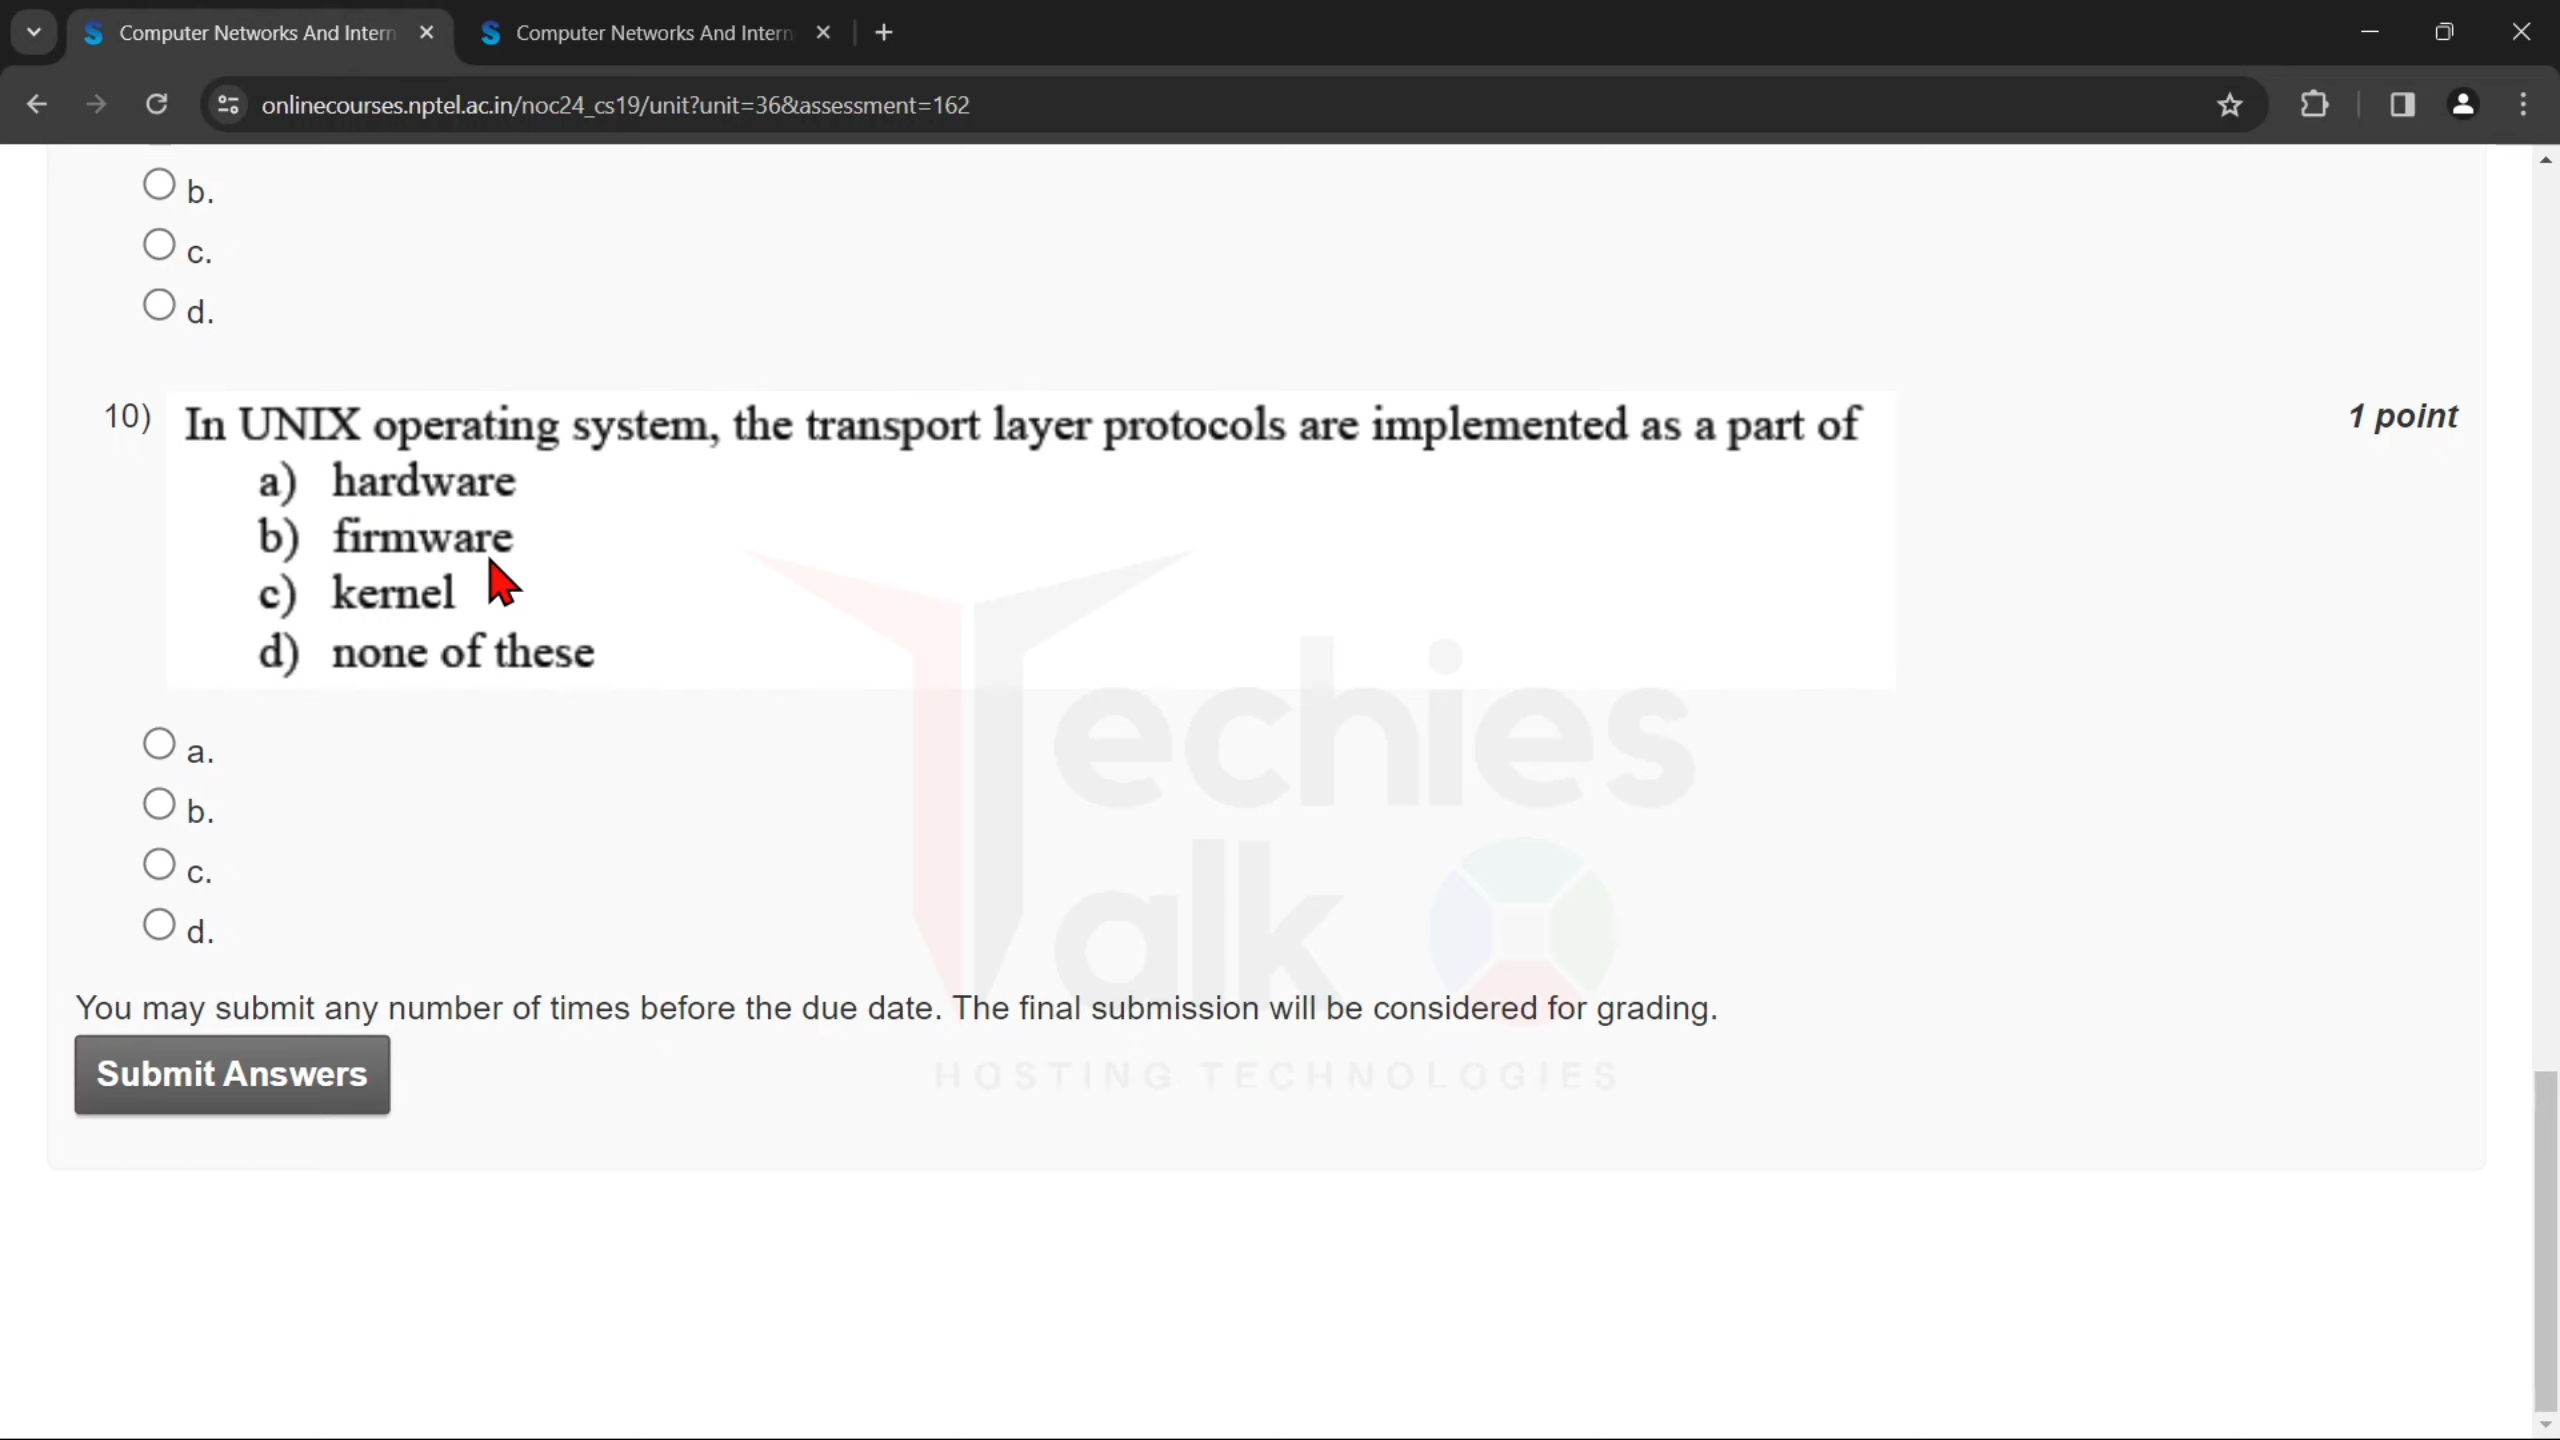 Computer Networks And Intern
Computer Networks And Intern
onlinecourses.nptel.ac.in/noc24_cs19/unit?unit=36&assessment=162
b.
c.
d.
10) In UNIX operating system, the transport layer protocols are implemented as a part of 1 point
a) hardware
b) firmware
c) kernel
d) none of these
a.
b.
c.
d.
Techies
Talk
You may submit any number of times before the due date. The final submission will be considered for grading.
Submit Answers
HOSTING TECHNOLOGIES